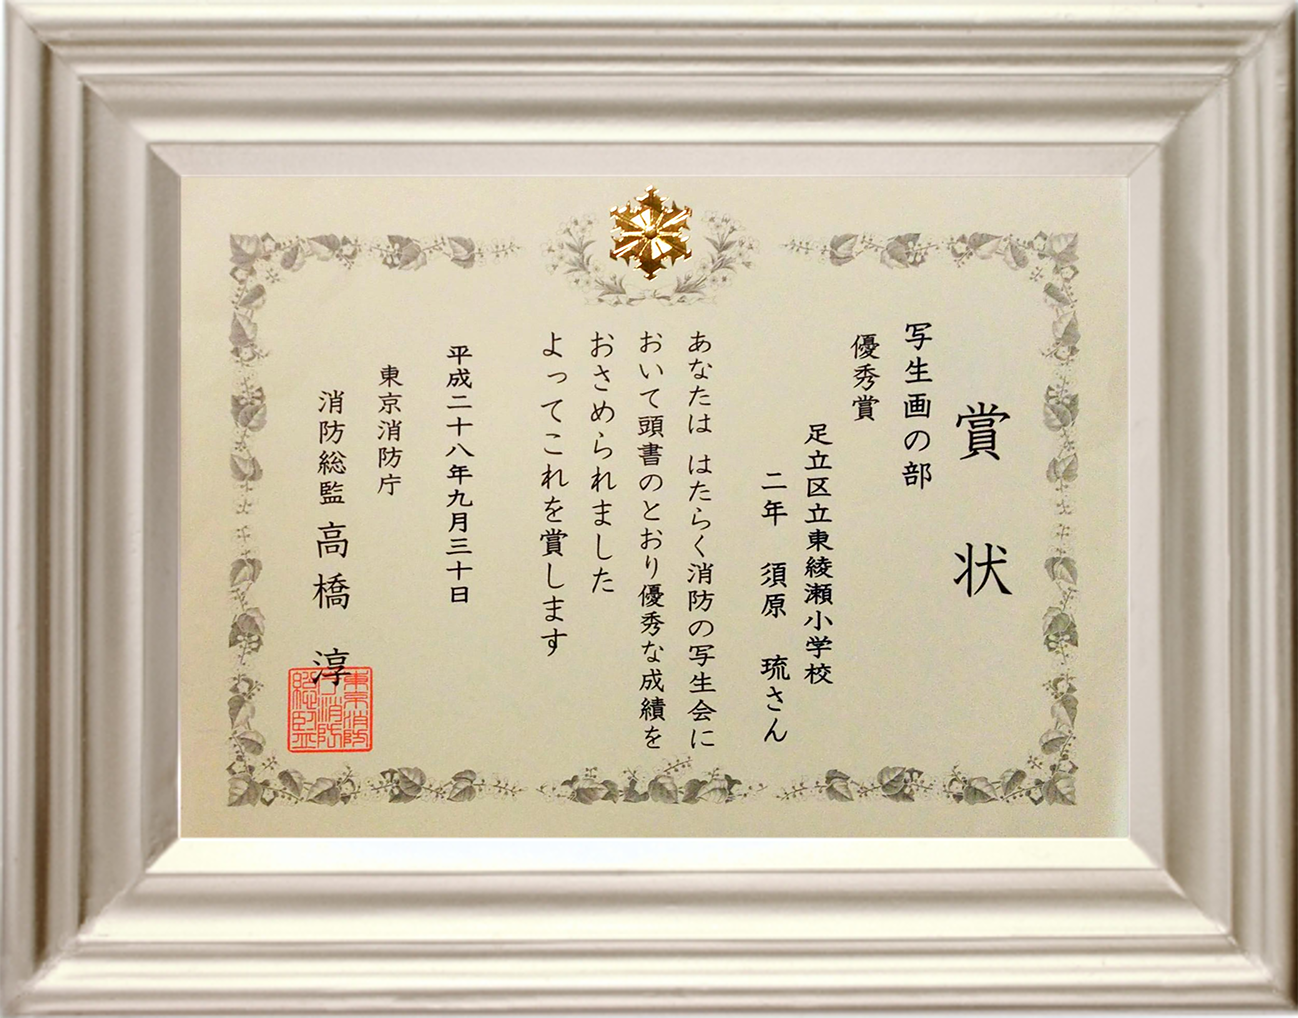 賞状
写生画の部
優秀賞
足立区立東綾瀬小学校
二年 須原 琉さん
あなたは はたらく消防の写生会に
おいて頭書のとおり優秀な成績を
おさめられました
よってこれを賞します
平成二十八年九月三十日
東京消防庁
消防総監 高橋 淳
東京消防
庁消防
総監